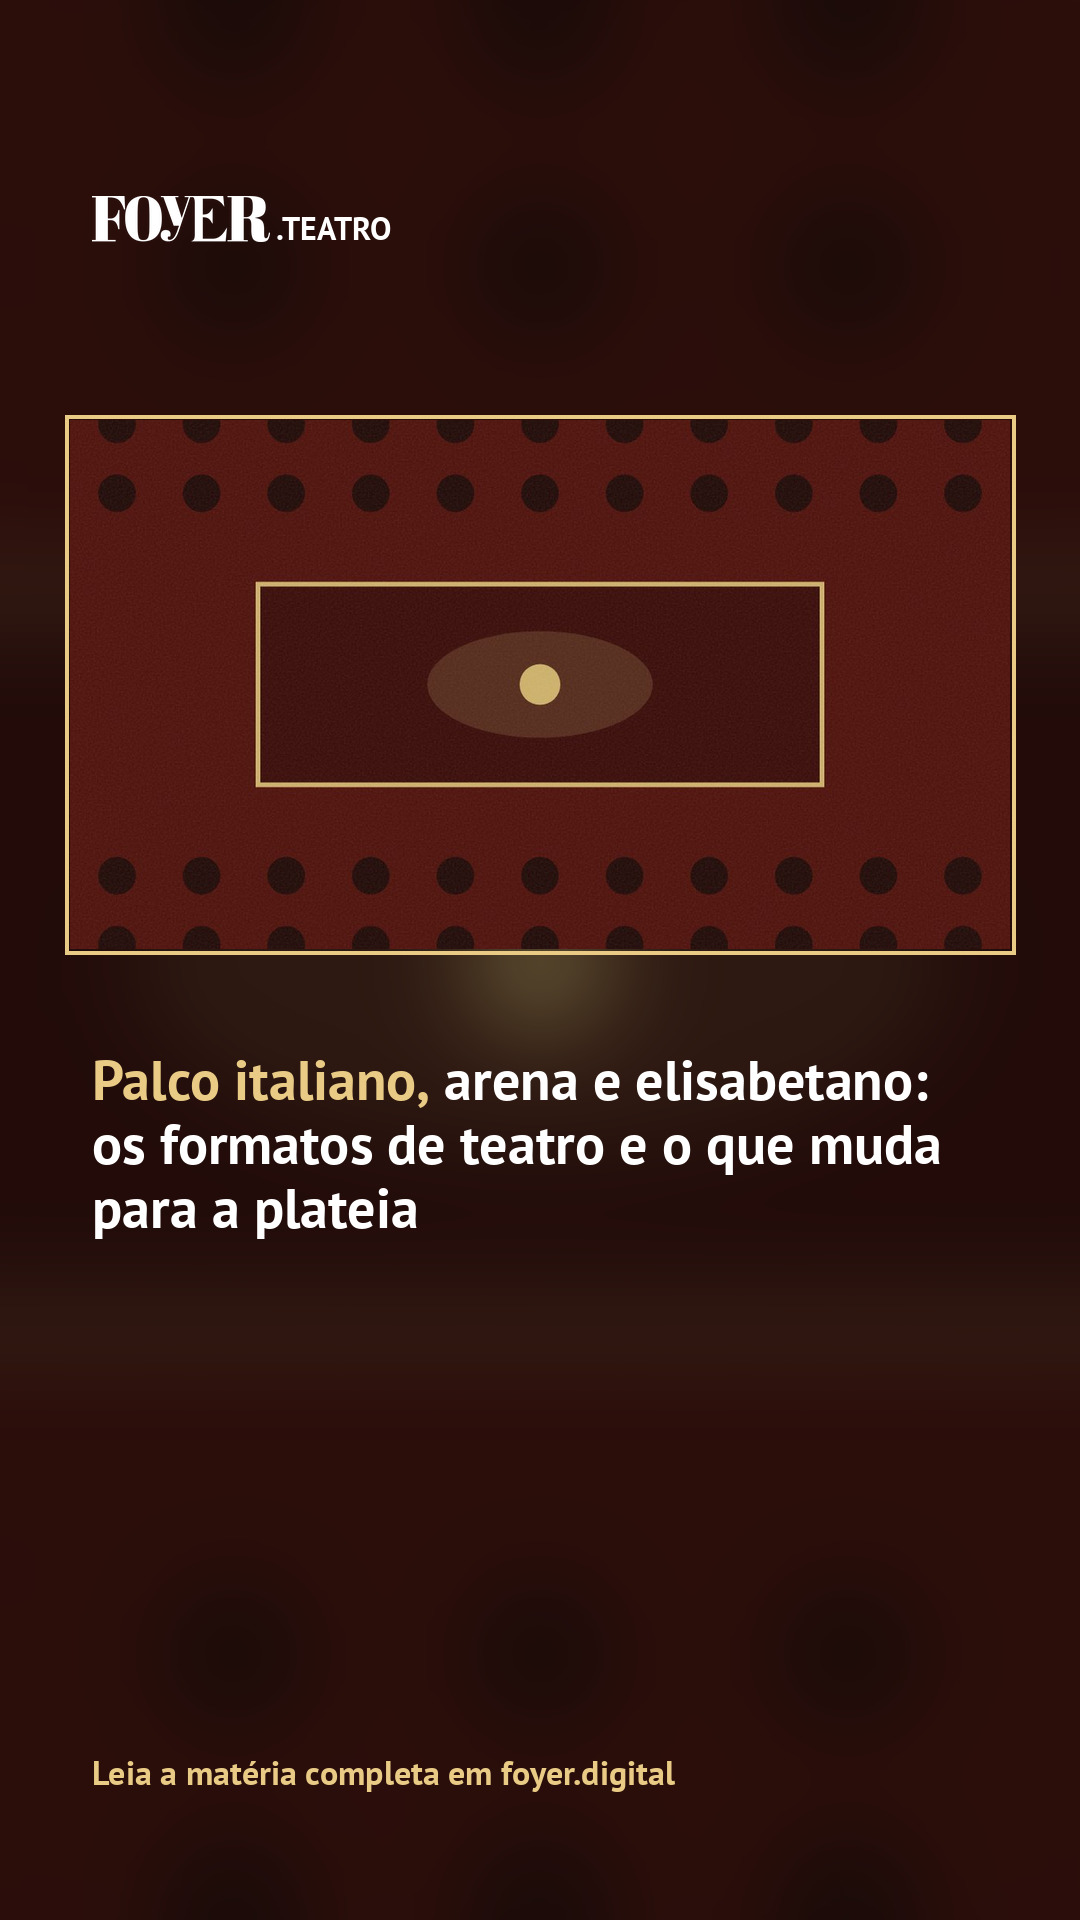 FOYER .TEATRO
Palco italiano, arena e elisabetano:
os formatos de teatro e o que muda
para a plateia
Leia a matéria completa em foyer.digital